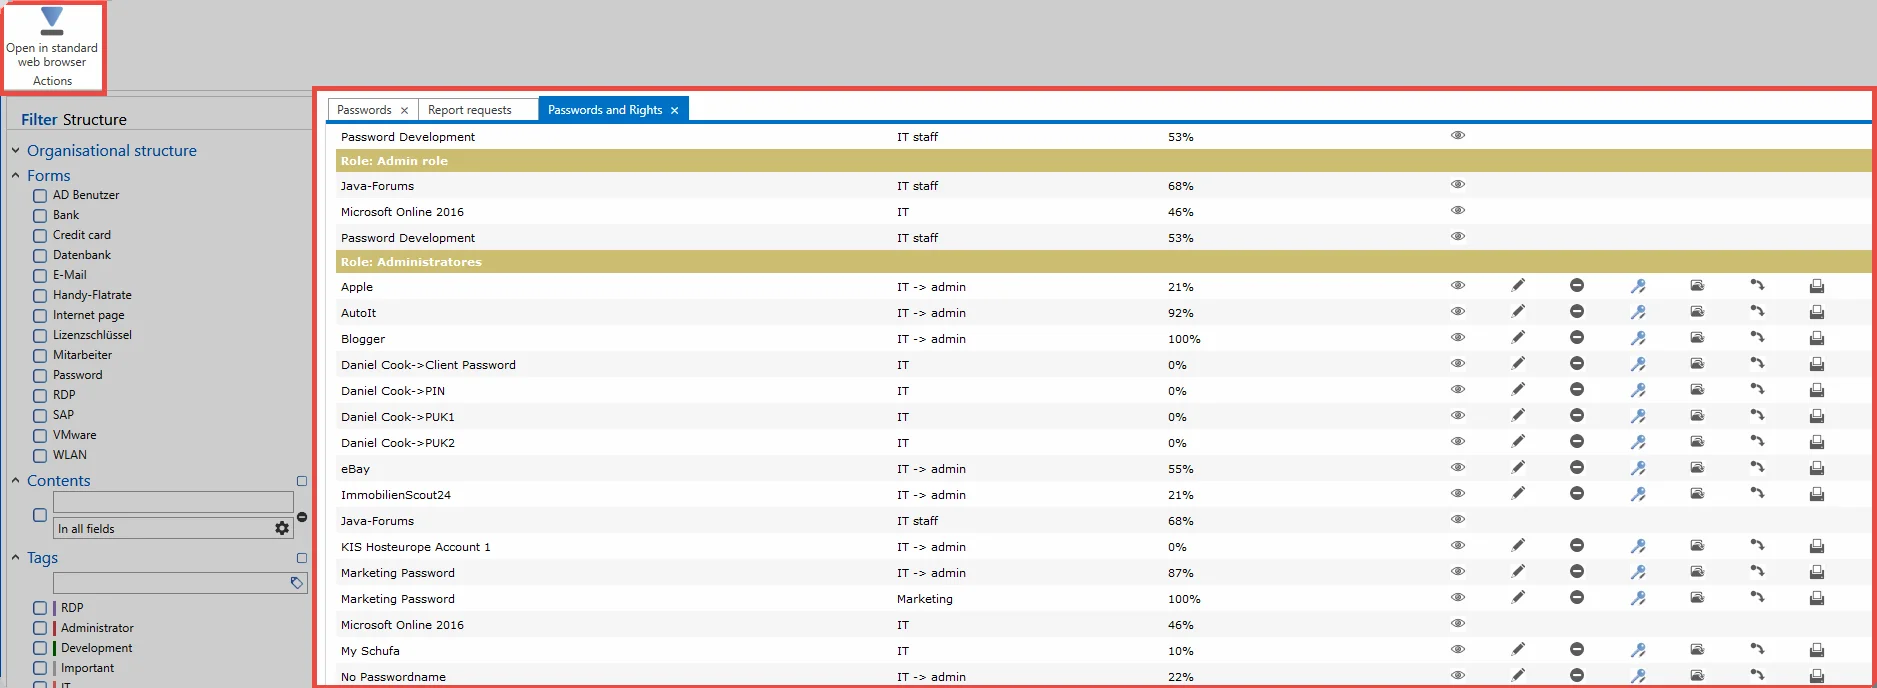 Open in standard
web browser
Actions
Filter Structure
Organisational structure
Forms
AD Benutzer
Bank
Credit card
Datenbank
E-Mail
Handy-Flatrate
Internet page
Lizenzschlüssel
Mitarbeiter
Password
RDP
SAP
VMware
WLAN
Contents
In all fields
Tags
RDP
Administrator
Development
Important
IT
Passwords Report requests Passwords and Rights
Password Development IT staff 53%
Role: Admin role
Java-Forums IT staff 68%
Microsoft Online 2016 IT 46%
Password Development IT staff 53%
Role: Administratores
Apple IT -> admin 21%
AutoIt IT -> admin 92%
Blogger IT -> admin 100%
Daniel Cook->Client Password IT 0%
Daniel Cook->PIN IT 0%
Daniel Cook->PUK1 IT 0%
Daniel Cook->PUK2 IT 0%
eBay IT -> admin 55%
ImmobilienScout24 IT -> admin 21%
Java-Forums IT staff 68%
KIS Hosteurope Account 1 IT -> admin 0%
Marketing Password IT -> admin 87%
Marketing Password Marketing 100%
Microsoft Online 2016 IT 46%
My Schufa IT 10%
No Passwordname IT -> admin 22%